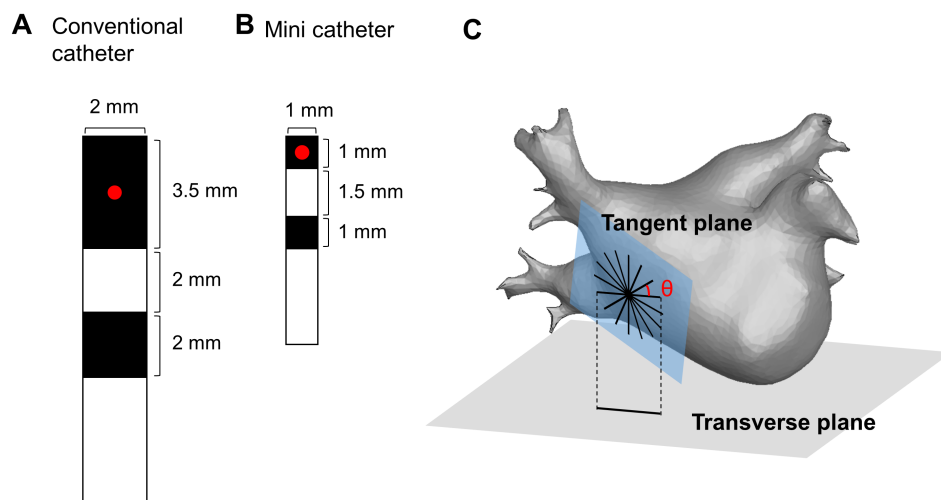 A
Conventional
catheter
2 mm
3.5 mm
2 mm
2 mm
B
Mini catheter
1 mm
1 mm
1.5 mm
1 mm
C
Tangent plane
θ
Transverse plane